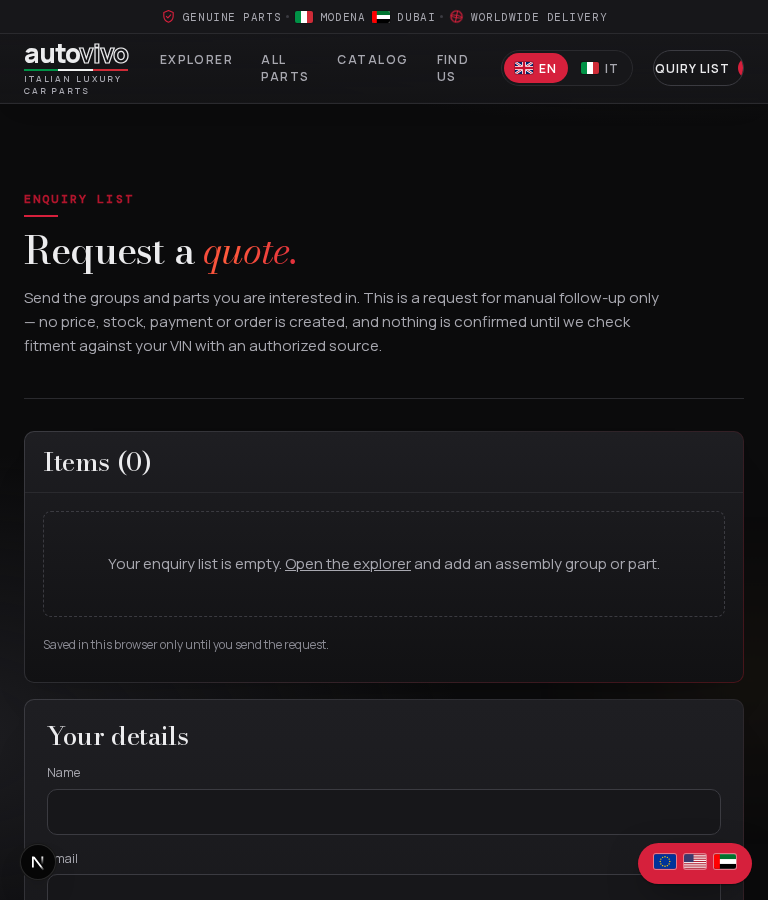 GENUINE PARTS • MODENA DUBAI • WORLDWIDE DELIVERY
autovivo
ITALIAN LUXURY
CAR PARTS
EXPLORER
ALL
PARTS
CATALOG
FIND
US
EN
IT
QUIRY LIST
ENQUIRY LIST
Request a quote.
Send the groups and parts you are interested in. This is a request for manual follow-up only
— no price, stock, payment or order is created, and nothing is confirmed until we check
fitment against your VIN with an authorized source.
Items (0)
Your enquiry list is empty. Open the explorer and add an assembly group or part.
Saved in this browser only until you send the request.
Your details
Name
mail
N